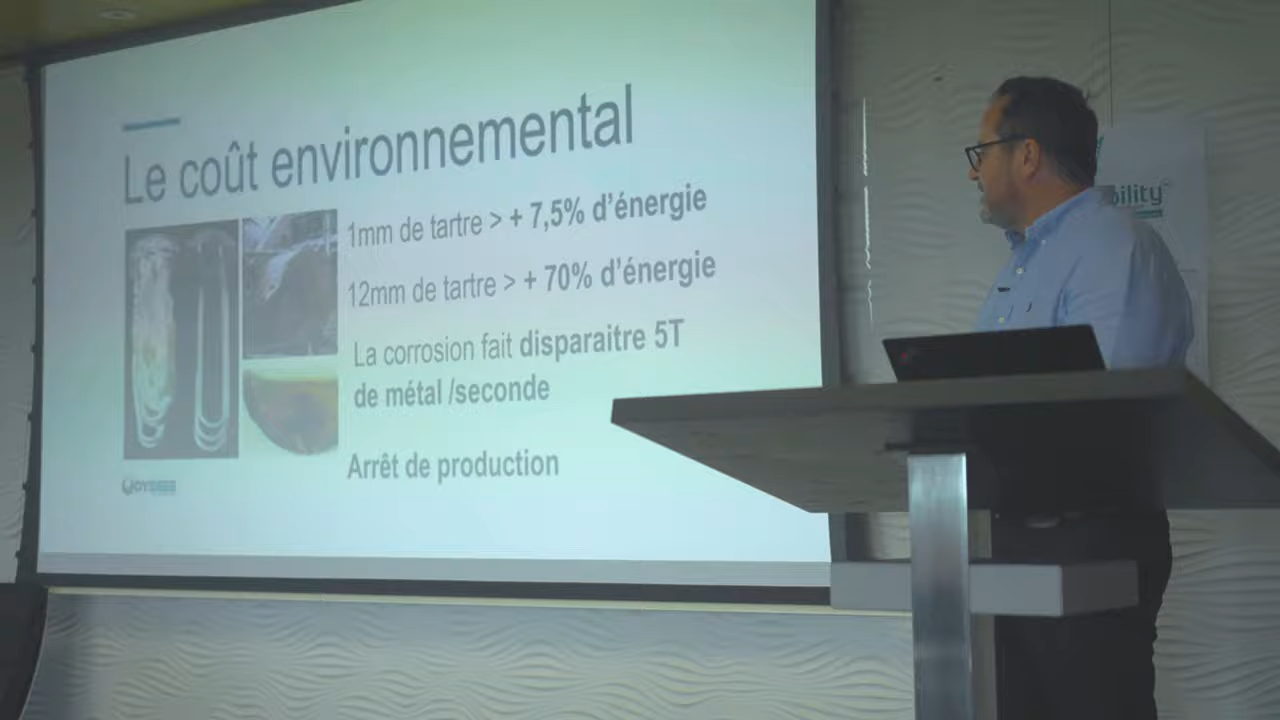 Le coût environnemental
1mm de tartre > + 7,5% d'énergie
12mm de tartre > + 70% d'énergie
La corrosion fait disparaitre 5T
de métal /seconde
Arrêt de production
bility